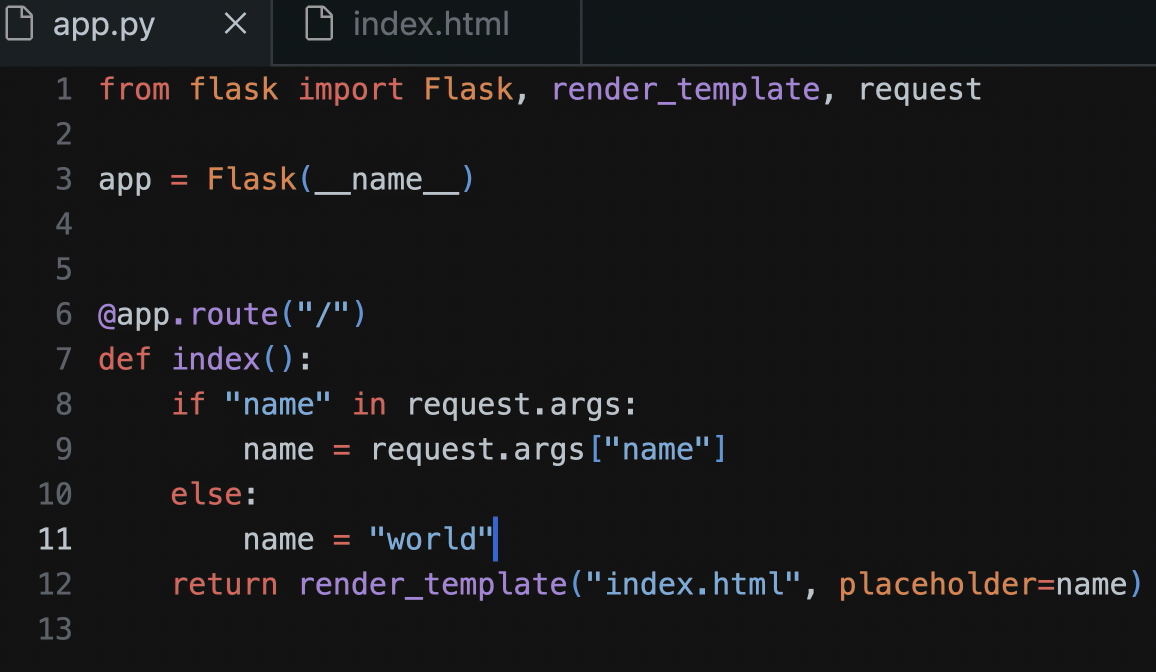 app.py × index.html
1 from flask import Flask, render_template, request
2
3 app = Flask(__name__)
4
5
6 @app.route("/")
7 def index():
8     if "name" in request.args:
9         name = request.args["name"]
10     else:
11         name = "world"
12     return render_template("index.html", placeholder=name)
13